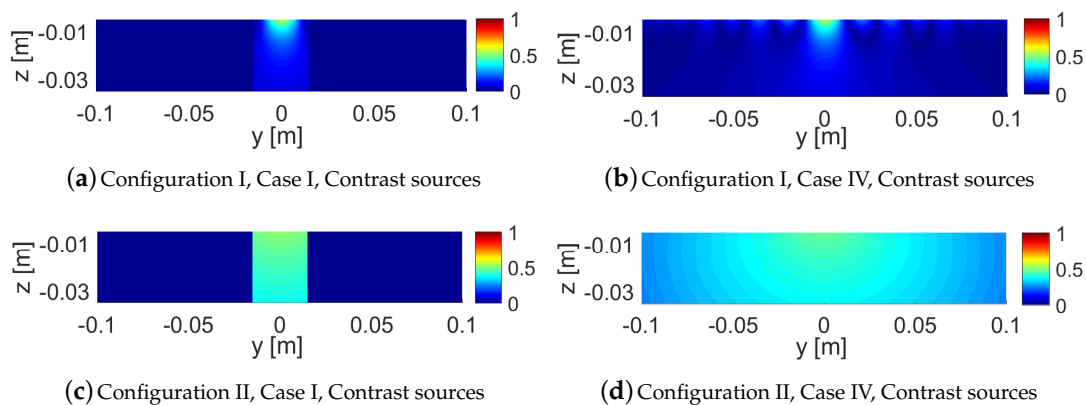 -0.01
-0.03
z [m]
-0.1 -0.05 0 0.05 0.1
y [m]
1
0.5
0
(a) Configuration I, Case I, Contrast sources
-0.01
-0.03
z [m]
-0.1 -0.05 0 0.05 0.1
y [m]
1
0.5
0
(b) Configuration I, Case IV, Contrast sources
-0.01
-0.03
z [m]
-0.1 -0.05 0 0.05 0.1
y [m]
1
0.5
0
(c) Configuration II, Case I, Contrast sources
-0.01
-0.03
z [m]
-0.1 -0.05 0 0.05 0.1
y [m]
1
0.5
0
(d) Configuration II, Case IV, Contrast sources